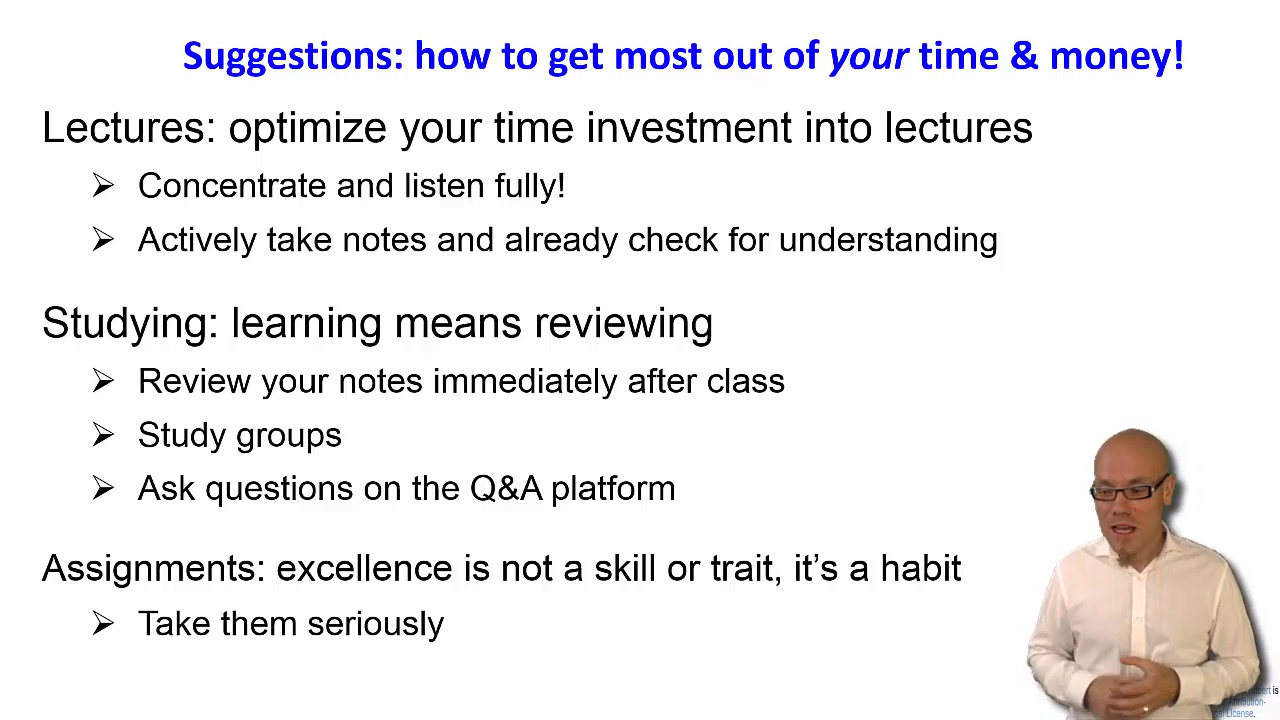 Suggestions: how to get most out of your time & money!
Lectures: optimize your time investment into lectures
➢ Concentrate and listen fully!
➢ Actively take notes and already check for understanding
Studying: learning means reviewing
➢ Review your notes immediately after class
➢ Study groups
➢ Ask questions on the Q&A platform
Assignments: excellence is not a skill or trait, it’s a habit
➢ Take them seriously
is
Attribution-
License.